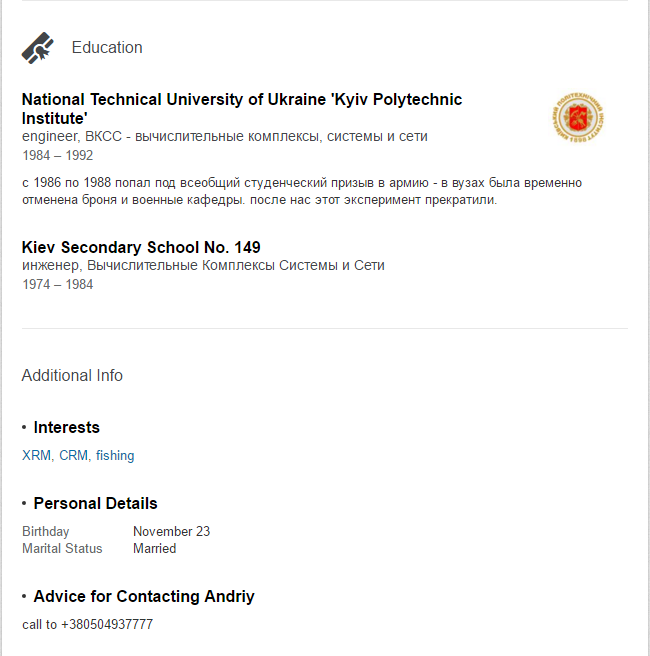 Education
National Technical University of Ukraine 'Kyiv Polytechnic
Institute'
engineer, ВКСС - вычислительные комплексы, системы и сети
1984 – 1992
с 1986 по 1988 попал под всеобщий студенческий призыв в армию - в вузах была временно
отменена броня и военные кафедры. после нас этот эксперимент прекратили.
Kiev Secondary School No. 149
инженер, Вычислительные Комплексы Системы и Сети
1974 – 1984
Additional Info
• Interests
XRM, CRM, fishing
• Personal Details
Birthday November 23
Marital Status Married
• Advice for Contacting Andriy
call to +380504937777